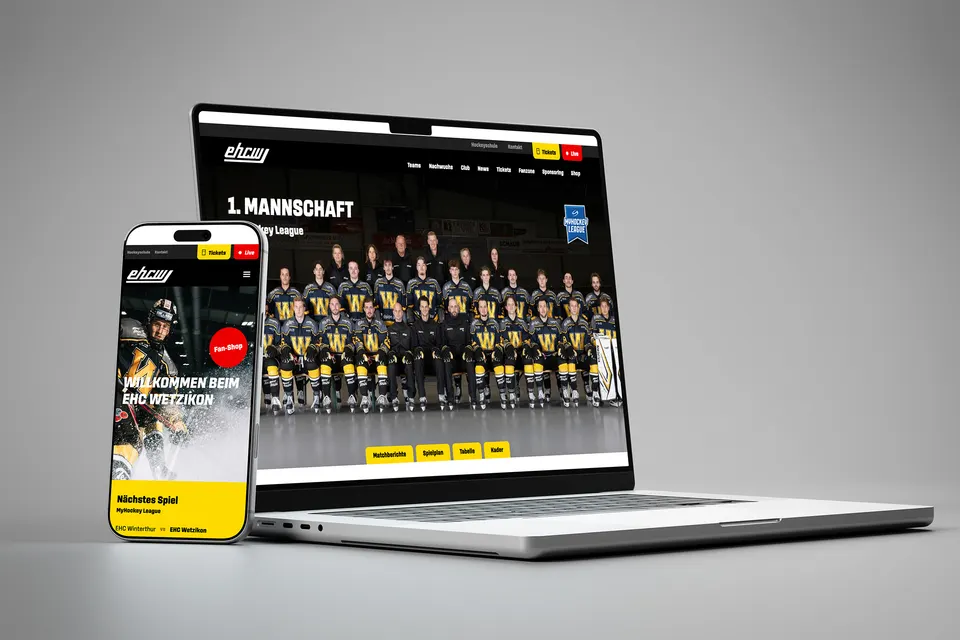 Hockeyschule Kontakt Tickets Live
ehcw
Teams Nachwuchs Club News Tickets Fanzone Sponsoring Shop
1. MANNSCHAFT
key League
MYHOCKEY
LEAGUE
Matchberichte Spielplan Tabelle Kader
Hockeyschule Kontakt Tickets Live
ehcw
Fan-Shop
WILLKOMMEN BEIM
EHC WETZIKON
Nächstes Spiel
MyHockey League
EHC Winterthur vs EHC Wetzikon